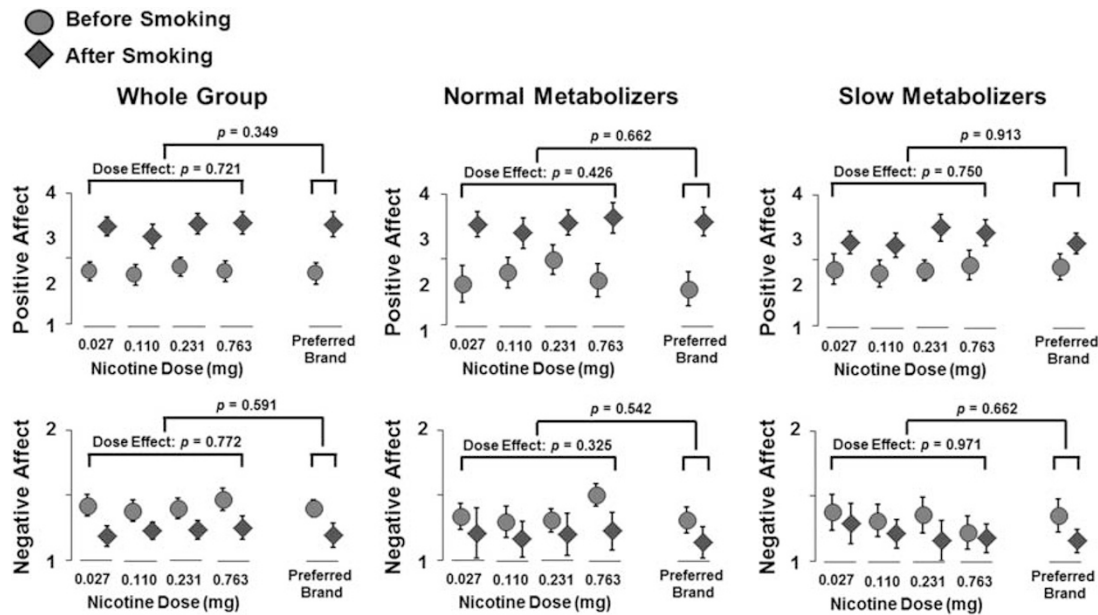 Before Smoking
After Smoking
Whole Group
Normal Metabolizers
Slow Metabolizers
p = 0.349
Dose Effect: p = 0.721
Positive Affect
4
3
2
1
0.027 0.110 0.231 0.763
Nicotine Dose (mg)
Preferred
Brand
p = 0.662
Dose Effect: p = 0.426
Positive Affect
4
3
2
1
0.027 0.110 0.231 0.763
Nicotine Dose (mg)
Preferred
Brand
p = 0.913
Dose Effect: p = 0.750
Positive Affect
4
3
2
1
0.027 0.110 0.231 0.763
Nicotine Dose (mg)
Preferred
Brand
p = 0.591
Dose Effect: p = 0.772
Negative Affect
2
1
0.027 0.110 0.231 0.763
Nicotine Dose (mg)
Preferred
Brand
p = 0.542
Dose Effect: p = 0.325
Negative Affect
2
1
0.027 0.110 0.231 0.763
Nicotine Dose (mg)
Preferred
Brand
p = 0.662
Dose Effect: p = 0.971
Negative Affect
2
1
0.027 0.110 0.231 0.763
Nicotine Dose (mg)
Preferred
Brand